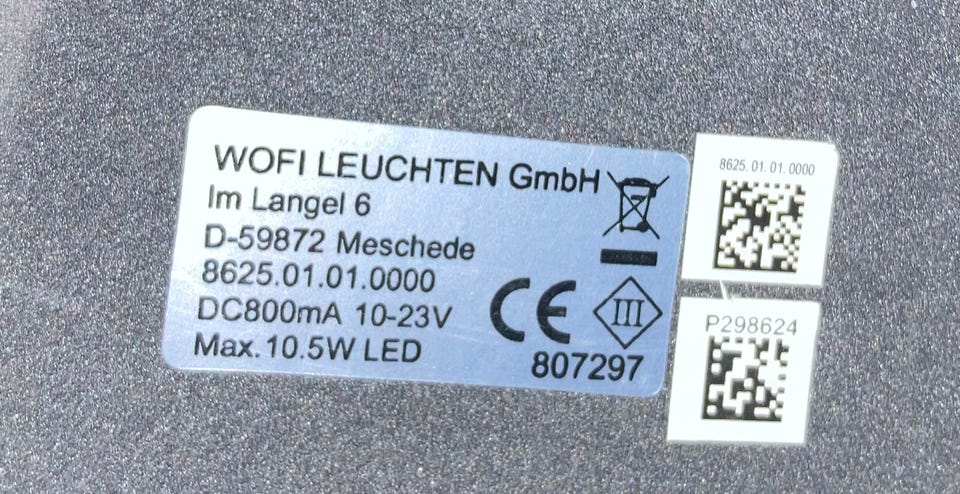 WOFI LEUCHTEN GmbH
Im Langel 6
D-59872 Meschede
8625.01.01.0000
DC800mA 10-23V
Max. 10.5W LED
CE
III
807297
8625.01.01.0000
P298624